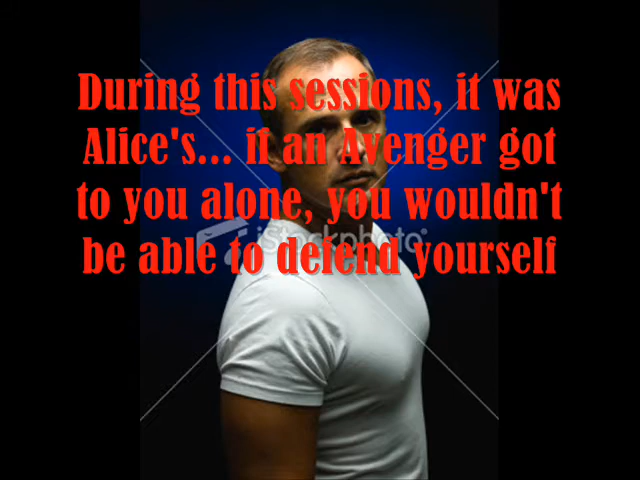 During this sessions, it was
Alice's... if an Avenger got
to you alone, you wouldn't
iStockphoto
be able to defend yourself